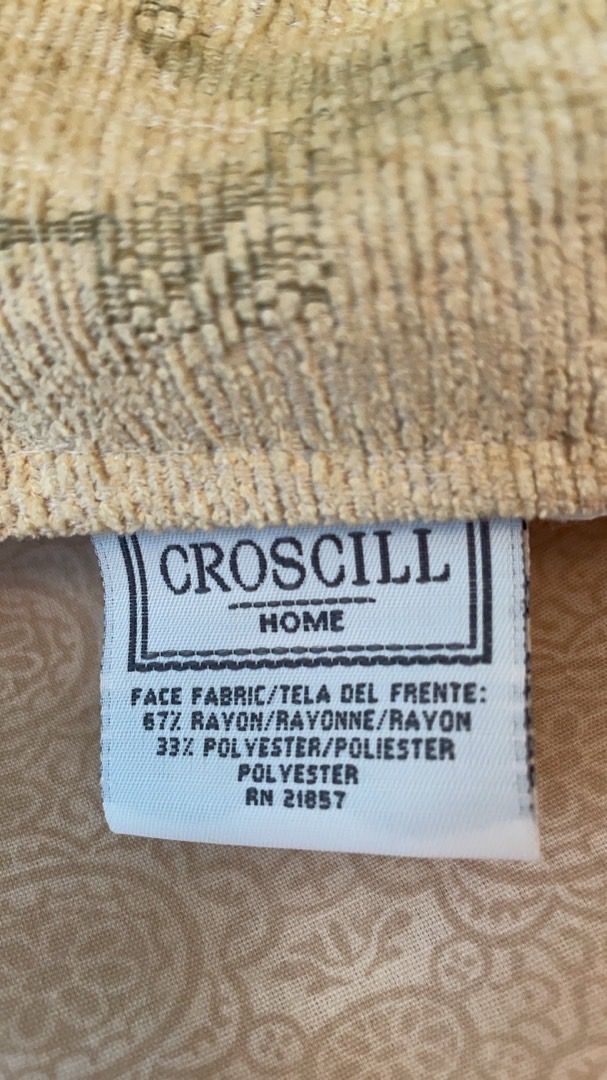 CROSCILL
HOME
FACE FABRIC/TELA DEL FRENTE:
67% RAYON/RAYONNE/RAYON
33% POLYESTER/POLIESTER
POLYESTER
RN 21857